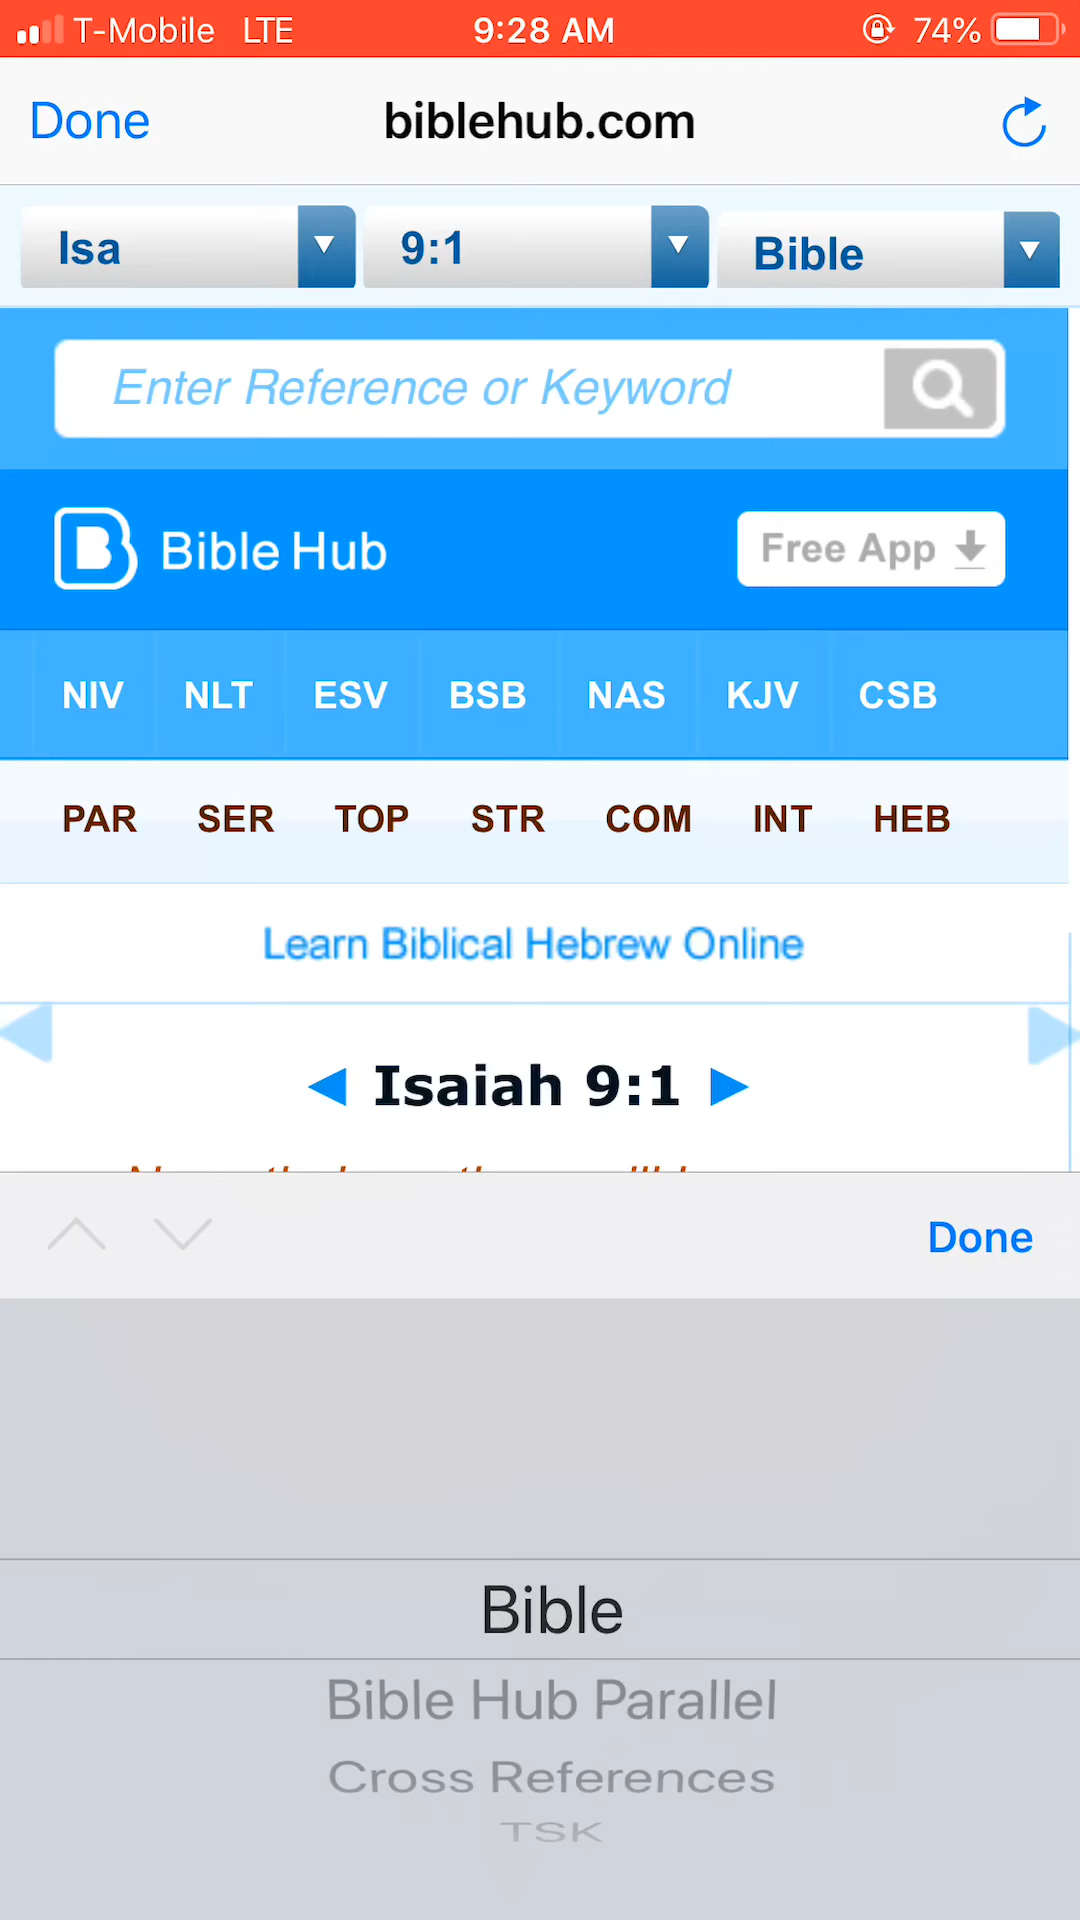 T-Mobile LTE 9:28 AM 74%
Done biblehub.com
Isa 9:1 Bible
Enter Reference or Keyword
B Bible Hub Free App
NIV NLT ESV BSB NAS KJV CSB
PAR SER TOP STR COM INT HEB
Learn Biblical Hebrew Online
Isaiah 9:1
Done
Bible
Bible Hub Parallel
Cross References
TSK